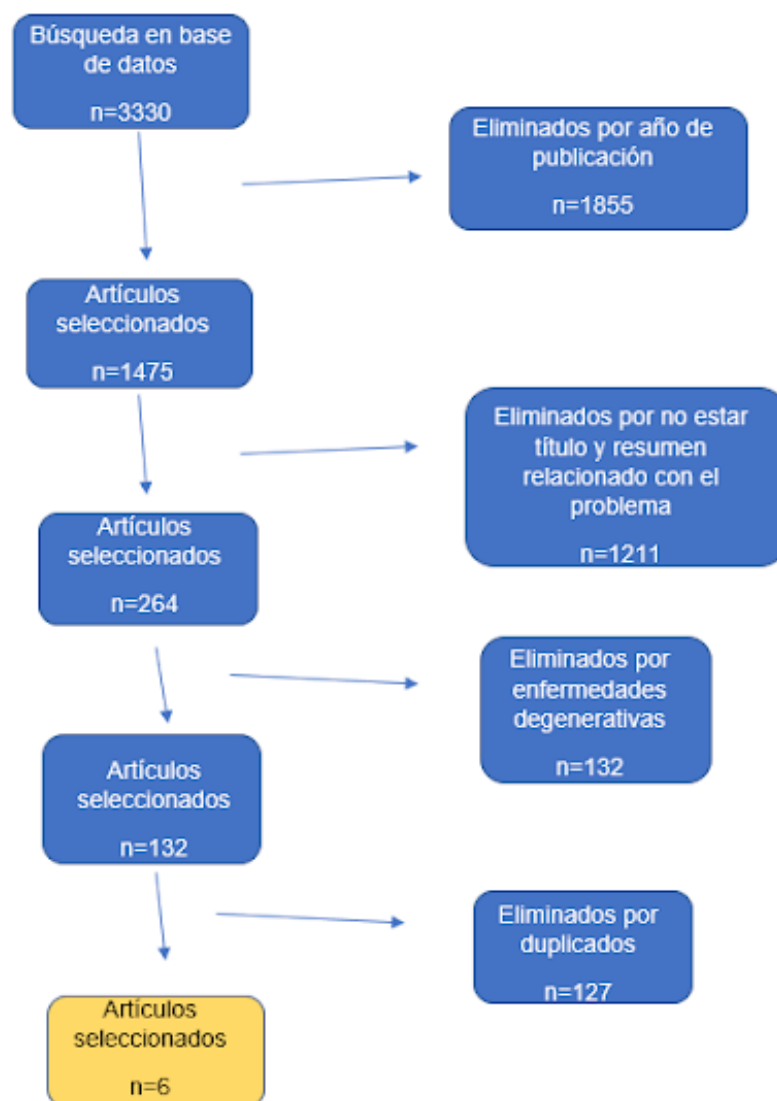 Búsqueda en base
de datos
n=3330
Eliminados por año de
publicación
n=1855
Artículos
seleccionados
n=1475
Eliminados por no estar
título y resumen
relacionado con el
problema
n=1211
Artículos
seleccionados
n=264
Eliminados por
enfermedades
degenerativas
n=132
Artículos
seleccionados
n=132
Eliminados por
duplicados
n=127
Artículos
seleccionados
n=6